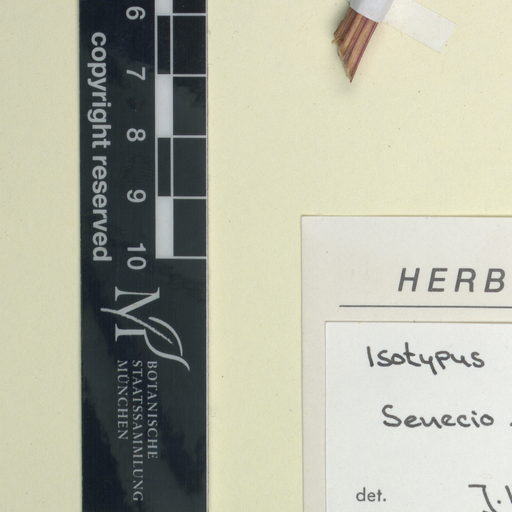 6
7
8
9
10
copyright reserved
M
BOTANISCHE
STAATSSAMMLUNG
MÜNCHEN
HERB
Isotypus
Senecio
det. J.